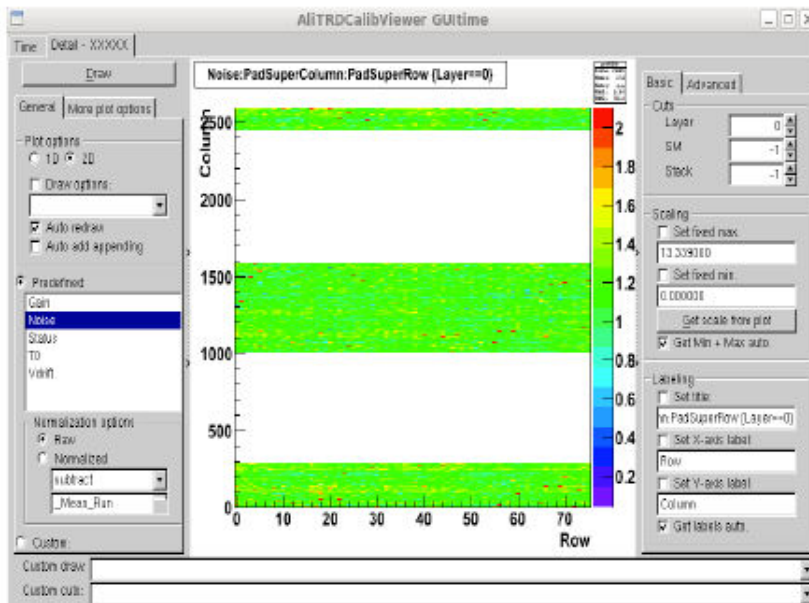 AliTRDCalibViewer GUItime
Time
Detail - XXXXXX
Draw
General
More plot options
Plot options
1D
2D
Draw options:
Auto redraw
Auto add appending
Predefined:
Gain
Noise
Status
T0
Vdrift
Normalization options
Raw
Normalized
subtract
_Meas_Run
Custom:
Noise:PadSuperColumn:PadSuperRow {Layer==0}
Column
2500
2000
1500
1000
500
0
0 10 20 30 40 50 60 70
Row
2
1.8
1.6
1.4
1.2
1
0.8
0.6
0.4
0.2
Basic
Advanced
Cuts
Layer 0
SM -1
Stack -1
Scaling
Set fixed max.
Set fixed min.
0.000000
Get scale from plot
Get Min + Max auto.
Labeling
Set title:
nn:PadSuperRow {Layer==0}
Set X-axis label
Row
Set Y-axis label
Column
Get labels auto.
Custom draw:
Custom cuts: